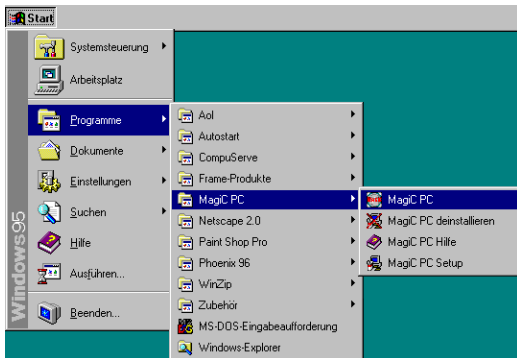 Start
Systemsteuerung
Arbeitsplatz
Programme
Dokumente
Einstellungen
Suchen
Hilfe
Ausführen...
Beenden...
Windows95
Aol
Autostart
CompuServe
Frame-Produkte
MagiC PC
Netscape 2.0
Paint Shop Pro
Phoenix 96
WinZip
Zubehör
MS-DOS-Eingabeaufforderung
Windows-Explorer
MagiC PC
MagiC PC deinstallieren
MagiC PC Hilfe
MagiC PC Setup